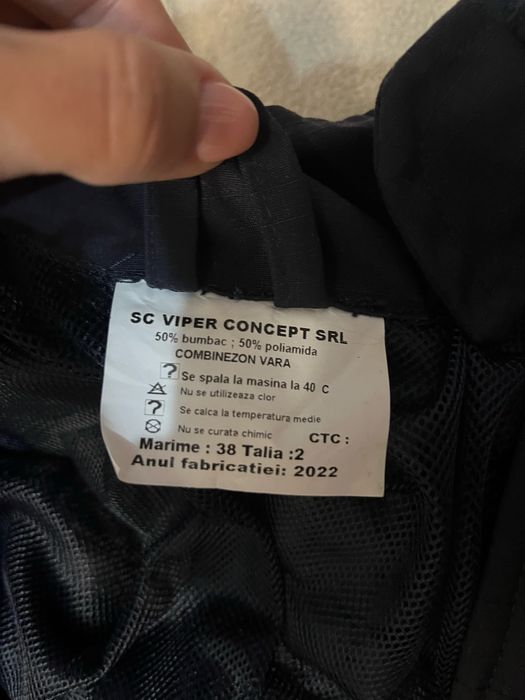 SC VIPER CONCEPT SRL
50% bumbac ; 50% poliamida
COMBINEZON VARA
? Se spala la masina la 40 C
Nu se utilizeaza clor
? Se calca la temperatura medie
Nu se curata chimic CTC :
Marime : 38 Talia :2
Anul fabricatiei: 2022